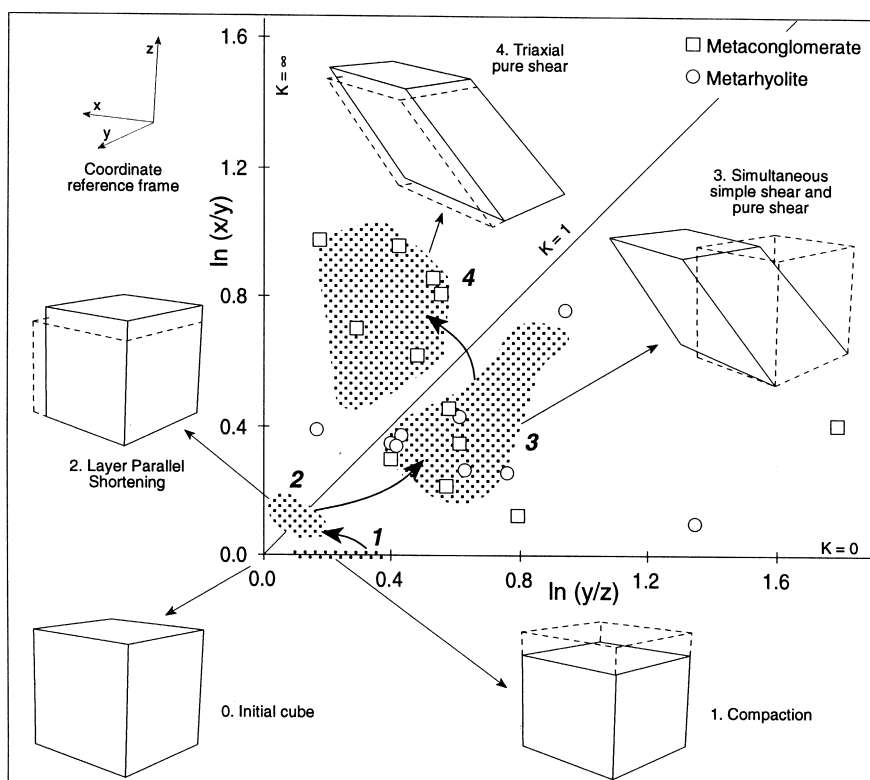 1.6
z
x
y
Coordinate
reference frame
K = ∞
4. Triaxial
pure shear
Metaconglomerate
Metarhyolite
1.2
ln (x/y)
K = 1
3. Simultaneous
simple shear and
pure shear
4
0.8
0.4
3
2. Layer Parallel
Shortening
2
1
0.0
K = 0
0.0
0.4
0.8
1.2
1.6
ln (y/z)
0. Initial cube
1. Compaction